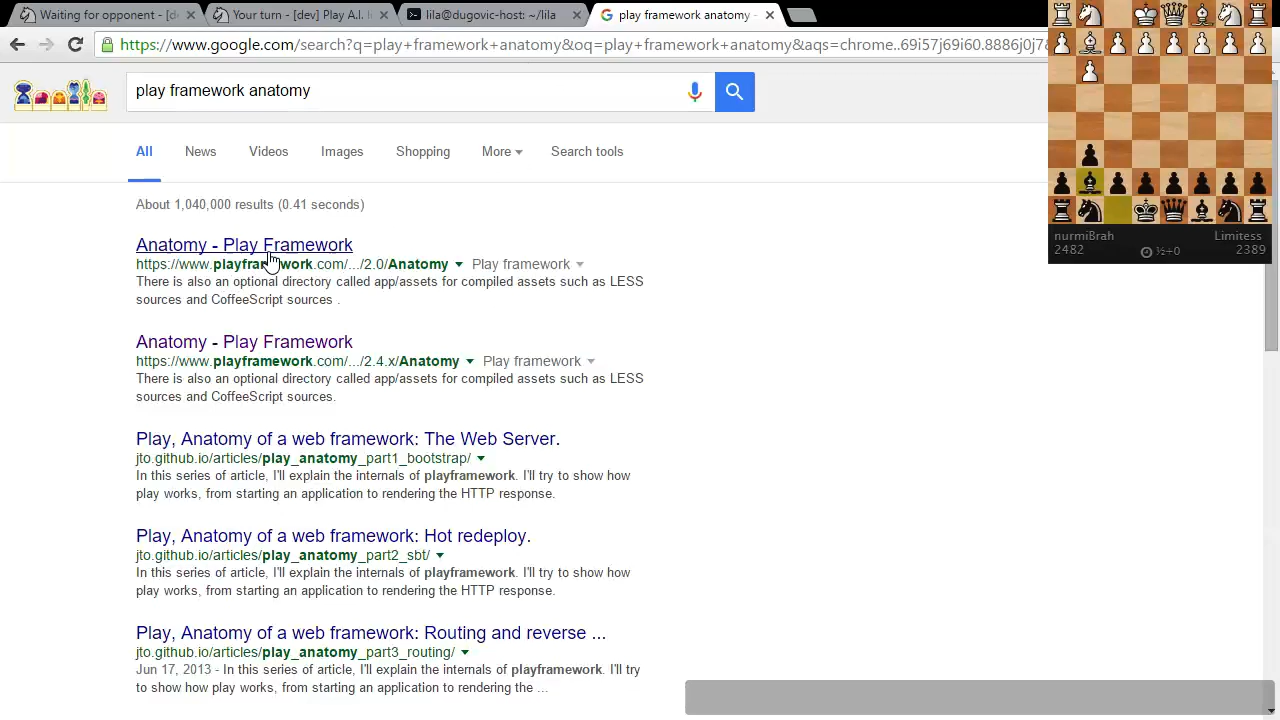 Waiting for opponent - [de
Your turn - [dev] Play A.I.
lila@dugovic-host: ~/lila
play framework anatomy -
https://www.google.com/search?q=play+framework+anatomy&oq=play+framework+anatomy&aqs=chrome..69i57j69i60.8886j0j7&
play framework anatomy
All
News
Videos
Images
Shopping
More
Search tools
About 1,040,000 results (0.41 seconds)
Anatomy - Play Framework
https://www.playframework.com/.../2.0/Anatomy
Play framework
There is also an optional directory called app/assets for compiled assets such as LESS
sources and CoffeeScript sources .
Anatomy - Play Framework
https://www.playframework.com/.../2.4.x/Anatomy
Play framework
There is also an optional directory called app/assets for compiled assets such as LESS
sources and CoffeeScript sources.
Play, Anatomy of a web framework: The Web Server.
jto.github.io/articles/play_anatomy_part1_bootstrap/
In this series of article, I'll explain the internals of playframework. I'll try to show how
play works, from starting an application to rendering the HTTP response.
Play, Anatomy of a web framework: Hot redeploy.
jto.github.io/articles/play_anatomy_part2_sbt/
In this series of article, I'll explain the internals of playframework. I'll try to show how
play works, from starting an application to rendering the HTTP response.
Play, Anatomy of a web framework: Routing and reverse ...
jto.github.io/articles/play_anatomy_part3_routing/
Jun 17, 2013 - In this series of article, I'll explain the internals of playframework. I'll try
to show how play works, from starting an application to rendering the ...
nurmiBrah
Limitess
2482
½+0
2389